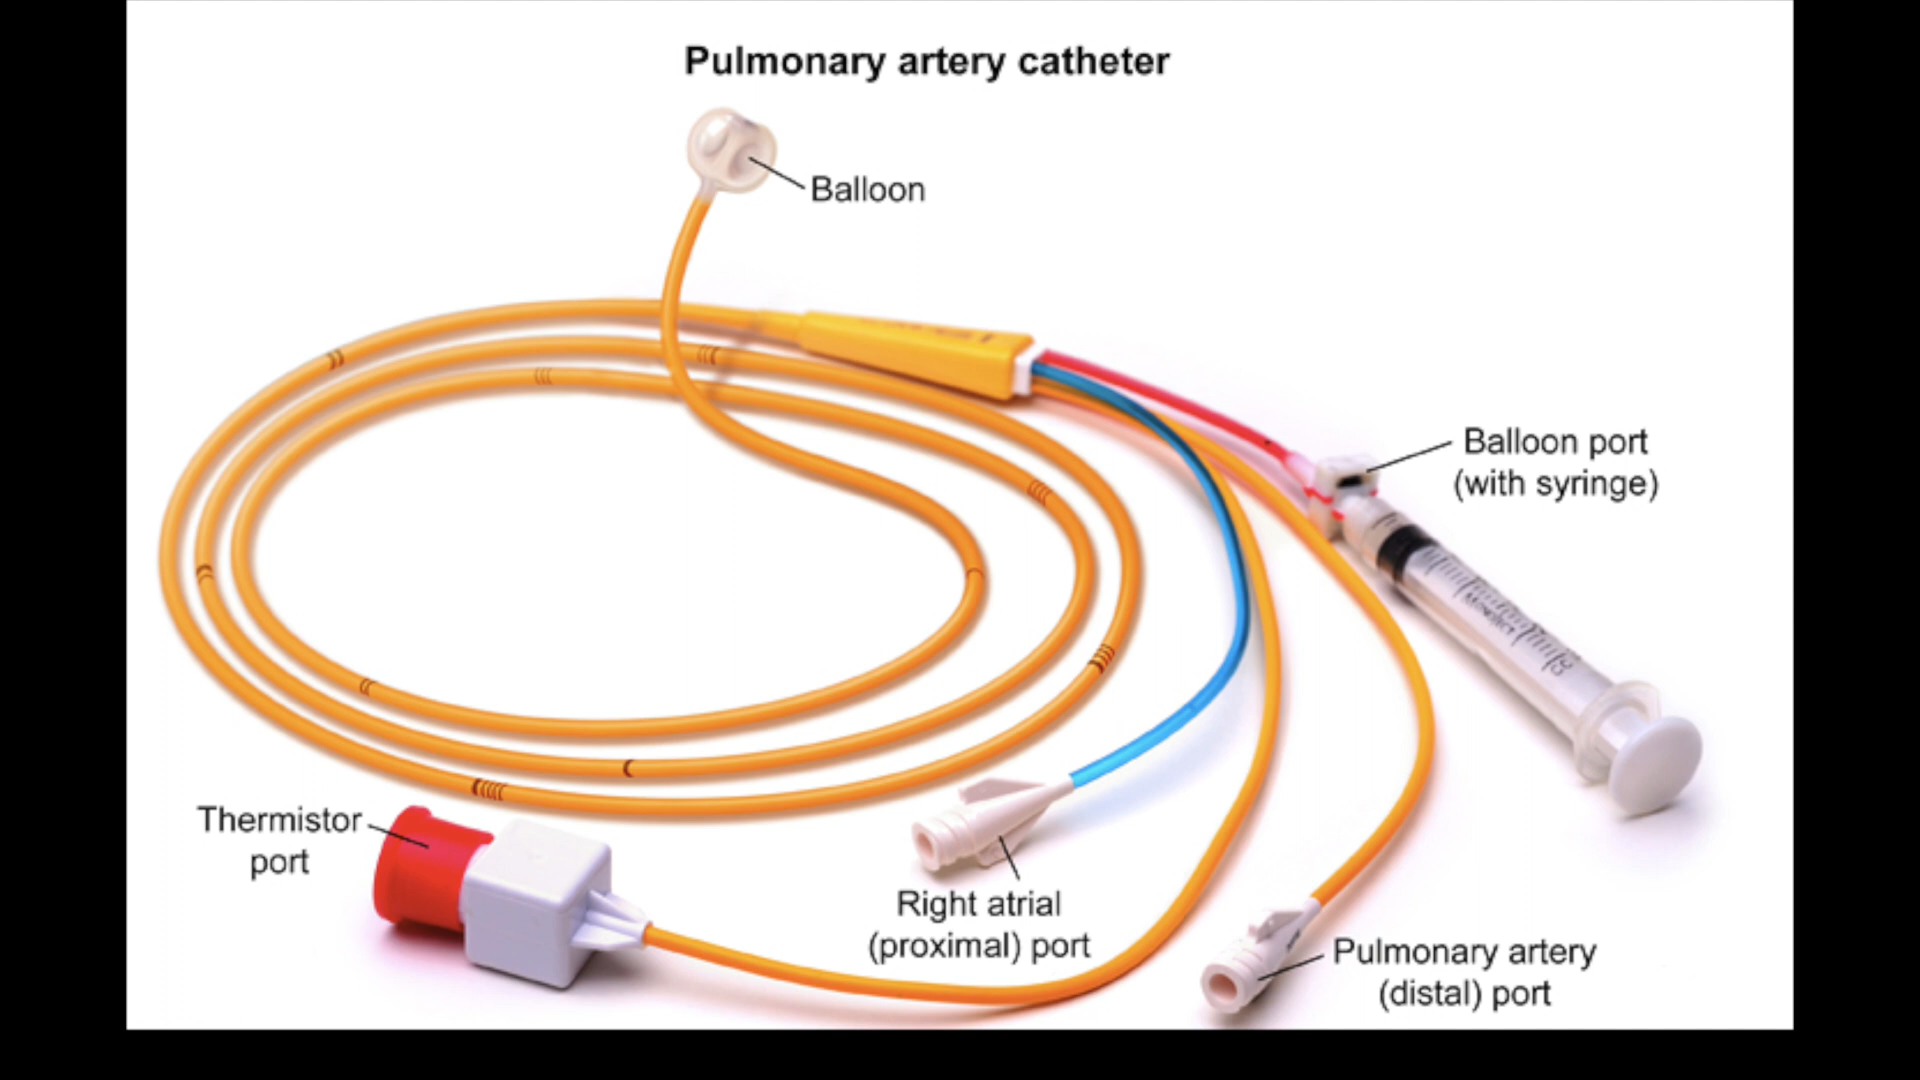 Pulmonary artery catheter
Balloon
Balloon port
(with syringe)
Thermistor
port
Right atrial
(proximal) port
Pulmonary artery
(distal) port